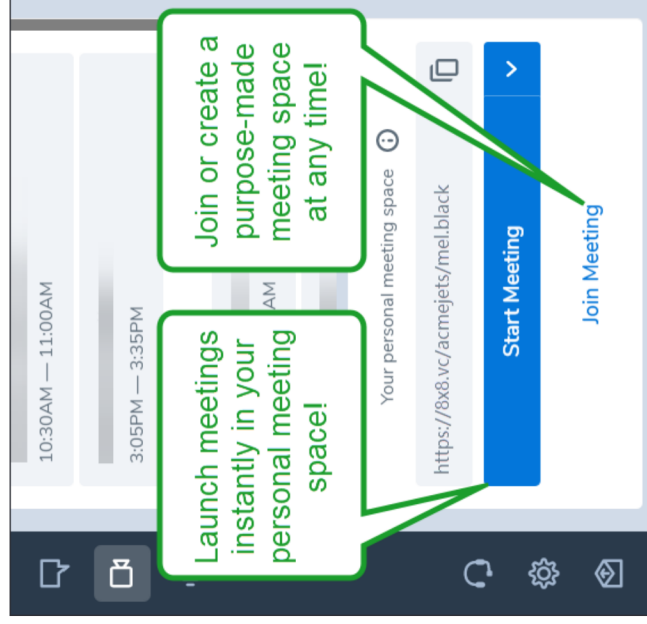 10:30AM — 11:00AM
3:05PM — 3:35PM
AM
Launch meetings
instantly in your
personal meeting
space!
Join or create a
purpose-made
meeting space
at any time!
Your personal meeting space
https://8x8.vc/acmejets/mel.black
Start Meeting
Join Meeting